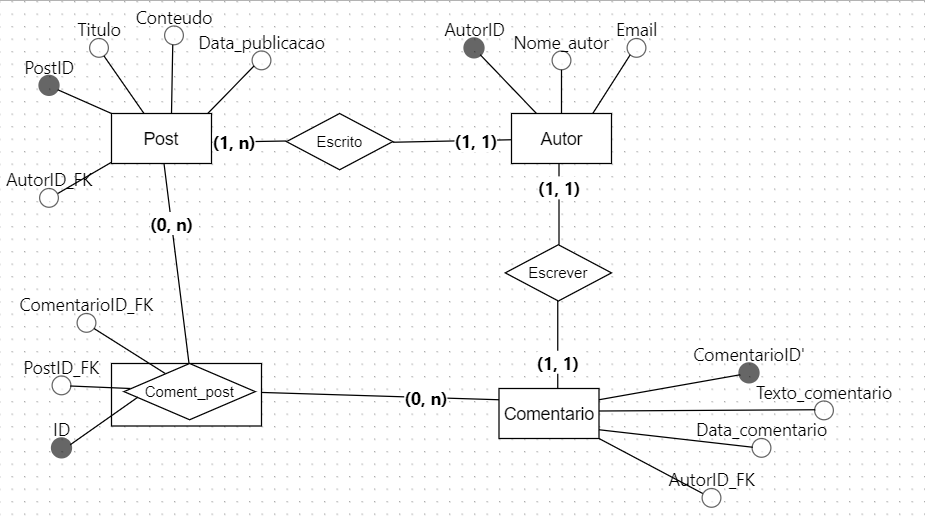 Conteudo
Titulo
Data_publicacao
PostID
AutorID
Nome_autor
Email
Post
(1, n)
Escrito
(1, 1)
Autor
AutorID_FK
(0, n)
(1, 1)
Escrever
ComentarioID_FK
PostID_FK
Coment_post
ID
(1, 1)
(0, n)
Comentario
ComentarioID'
Texto_comentario
Data_comentario
AutorID_FK